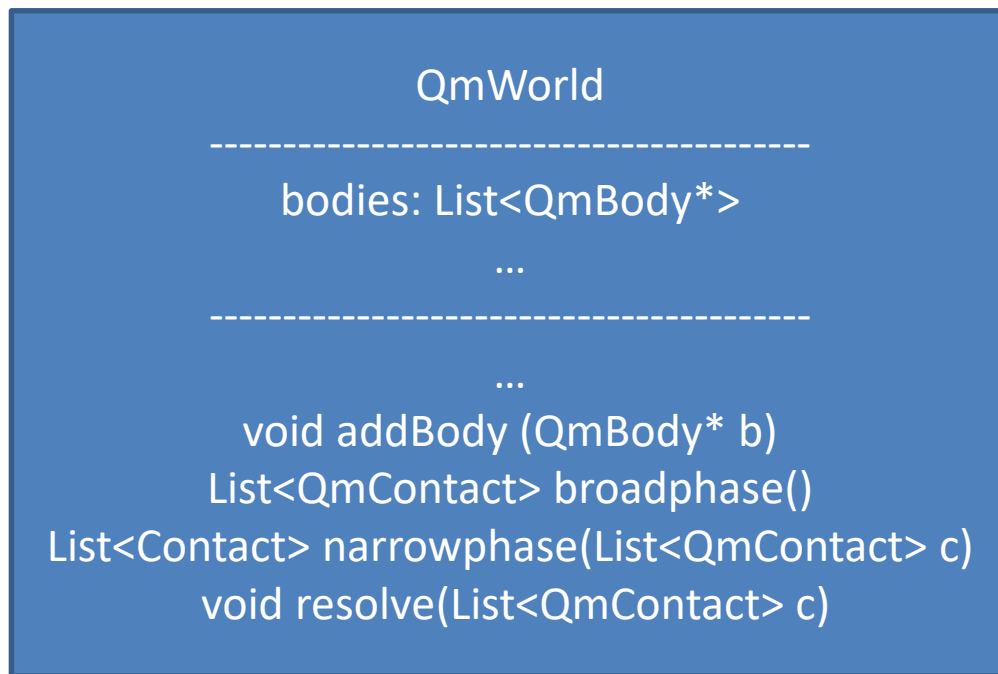 QmWorld
-----------------------------------------
bodies: List<QmBody*>
…
-----------------------------------------
…
void addBody (QmBody* b)
List<QmContact> broadphase()
List<Contact> narrowphase(List<QmContact> c)
void resolve(List<QmContact> c)